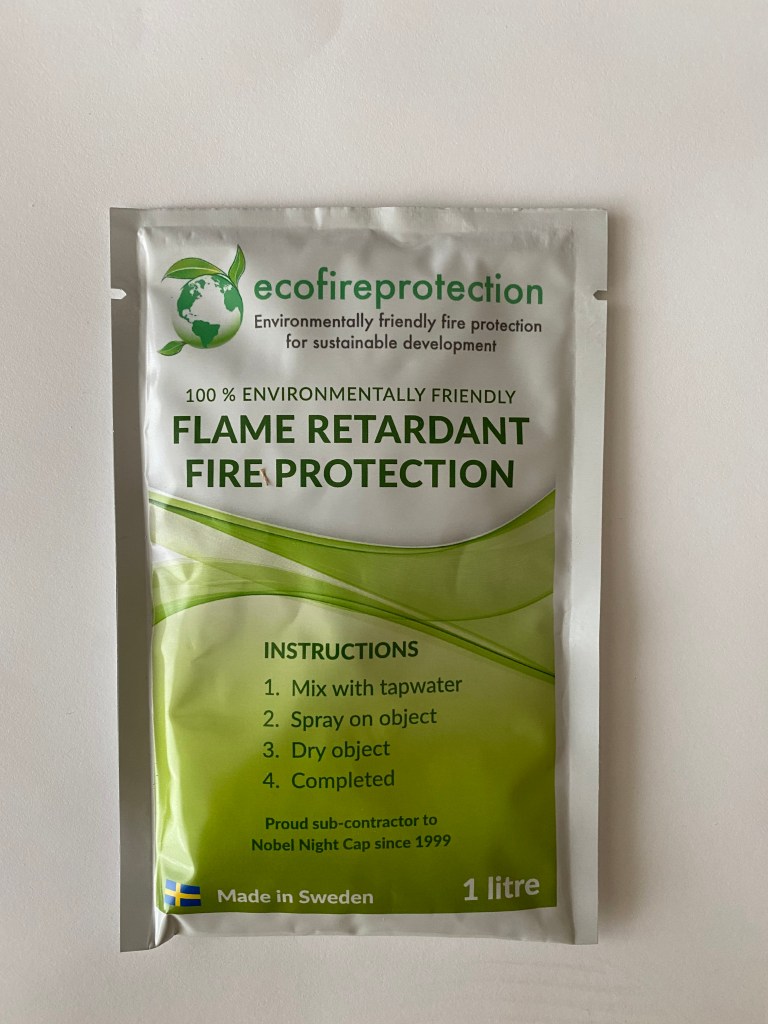 ecofireprotection
Environmentally friendly fire protection
for sustainable development
100 % ENVIRONMENTALLY FRIENDLY
FLAME RETARDANT
FIRE PROTECTION
INSTRUCTIONS
1. Mix with tapwater
2. Spray on object
3. Dry object
4. Completed
Proud sub-contractor to
Nobel Night Cap since 1999
Made in Sweden
1 litre